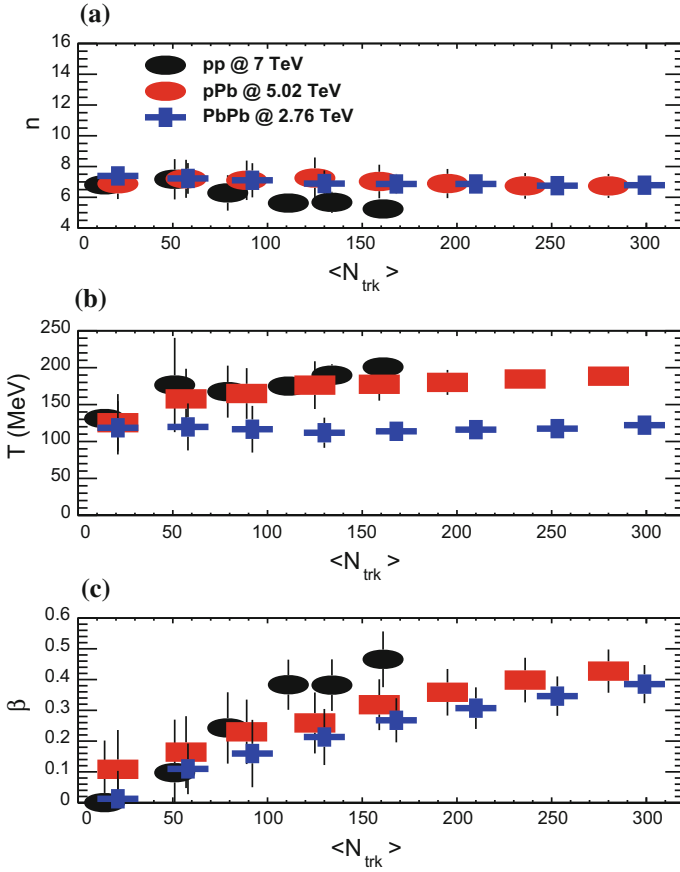 (a)
16
14
12
10
8
6
4
n
pp @ 7 TeV
pPb @ 5.02 TeV
PbPb @ 2.76 TeV
0 50 100 150 200 250 300
<N_trk>
(b)
250
200
150
100
50
0
T (MeV)
0 50 100 150 200 250 300
<N_trk>
(c)
0.6
0.5
0.4
0.3
0.2
0.1
0
β
0 50 100 150 200 250 300
<N_trk>